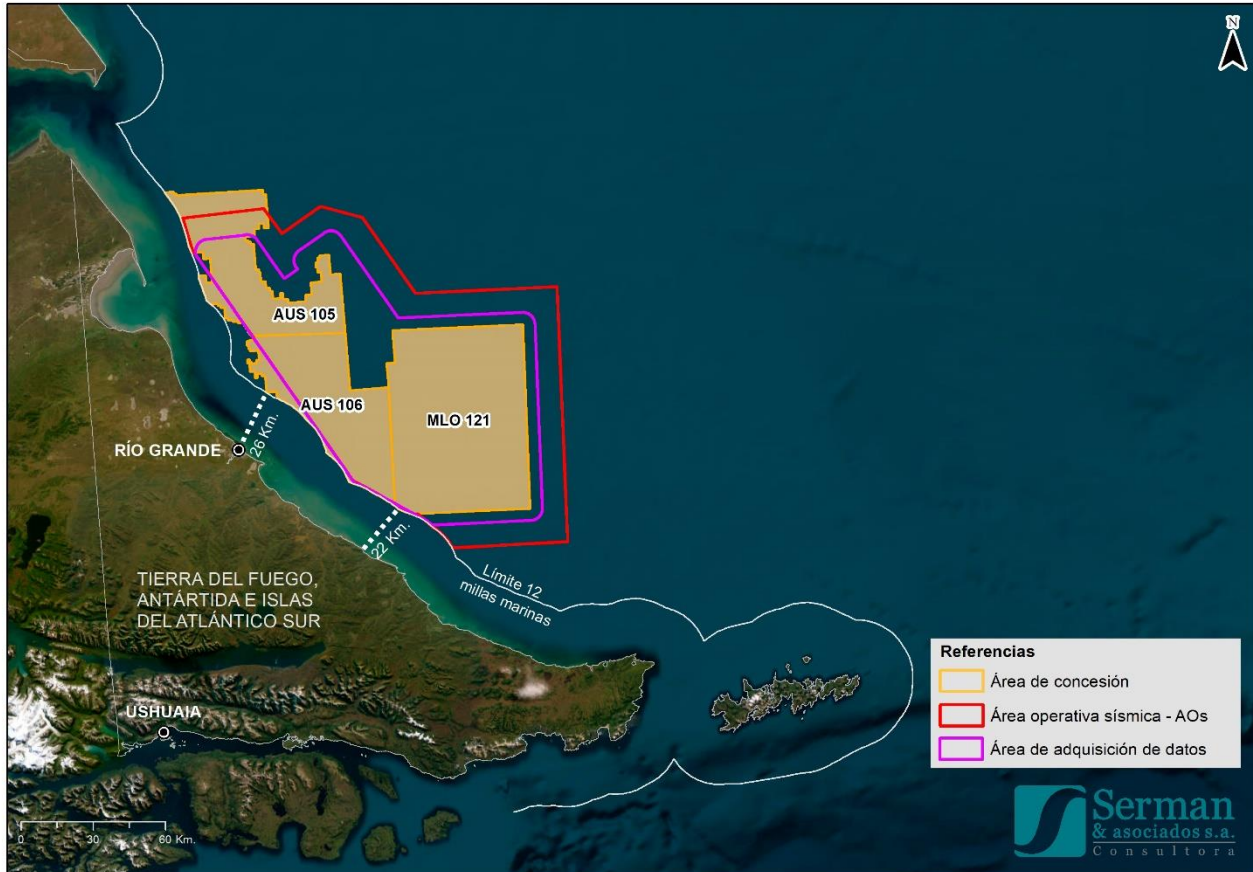 N
AUS 105
AUS 106
MLO 121
RÍO GRANDE
26 Km.
22 Km.
TIERRA DEL FUEGO,
ANTÁRTIDA E ISLAS
DEL ATLÁNTICO SUR
Límite 12
millas marinas
USHUAIA
0 30 60 Km.
Referencias
Área de concesión
Área operativa sísmica - AOs
Área de adquisición de datos
Serman
& asociados s.a.
Consultora